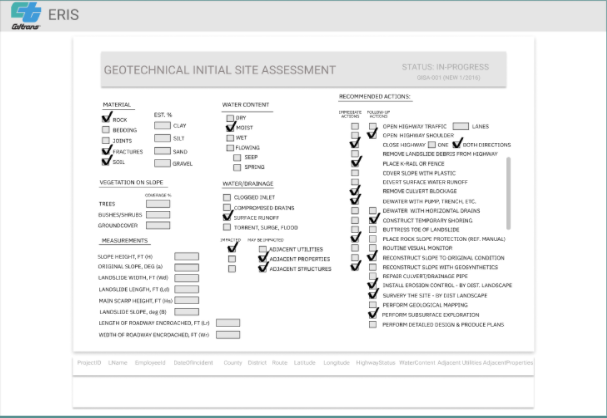 Caltrans
ERIS
GEOTECHNICAL INITIAL SITE ASSESSMENT
STATUS: IN-PROGRESS
GISA-001 (NEW 1/2015)
MATERIAL
EST. %
ROCK
BEDDING
JOINTS
FRACTURES
SOIL
CLAY
SILT
SAND
GRAVEL
WATER CONTENT
DRY
MOIST
WET
FLOWING
SEEP
SPRING
VEGETATION ON SLOPE
COVERAGE %
TREES
BUSHES/SHRUBS
GROUNDCOVER
WATER/DRAINAGE
CLOGGED INLET
COMPROMISED DRAINS
SURFACE RUNOFF
TORRENT, SURGE, FLOOD
IMPACTED MAY BE IMPACTED
ADJACENT UTILITIES
ADJACENT PROPERTIES
ADJACENT STRUCTURES
MEASUREMENTS
SLOPE HEIGHT, FT (H)
ORIGINAL SLOPE, DEG (a)
LANDSLIDE WIDTH, FT (Wd)
LANDSLIDE LENGTH, FT (Ld)
MAIN SCARP HEIGHT, FT (Hs)
LANDSLIDE SLOPE, deg (B)
LENGTH OF ROADWAY ENCROACHED, FT (Lr)
WIDTH OF ROADWAY ENCROACHED, FT (Wr)
RECOMMENDED ACTIONS:
IMMEDIATE ACTIONS
FOLLOW-UP ACTIONS
OPEN HIGHWAY TRAFFIC LANES
OPEN HIGHWAY SHOULDER
CLOSE HIGHWAY ONE BOTH DIRECTIONS
REMOVE LANDSLIDE DEBRIS FROM HIGHWAY
PLACE K-RAIL OR FENCE
COVER SLOPE WITH PLASTIC
DIVERT SURFACE WATER RUNOFF
REMOVE CULVERT BLOCKAGE
DEWATER WITH PUMP, TRENCH, ETC.
DEWATER WITH HORIZONTAL DRAINS
CONSTRUCT TEMPORARY SHORING
BUTTRESS TOE OF LANDSLIDE
PLACE ROCK SLOPE PROTECTION (REF. MANUAL)
ROUTINE VISUAL MONITOR
RECONSTRUCT SLOPE TO ORIGINAL CONDITION
RECONSTRUCT SLOPE WITH GEOSYNTHETICS
REPAIR CULVERT/DRAINAGE PIPE
INSTALL EROSION CONTROL - BY DIST. LANDSCAPE
SURVERY THE SITE - BY DIST LANDSCAPE
PERFORM GEOLOGICAL MAPPING
PERFORM SUBSURFACE EXPLORATION
PERFORM DETAILED DESIGN & PRODUCE PLANS
ProjectID LName EmployeeId DateOfIncident County District Route Latitude Longitude HighwayStatus WaterContent Adjacent Utilities AdjacentProperties